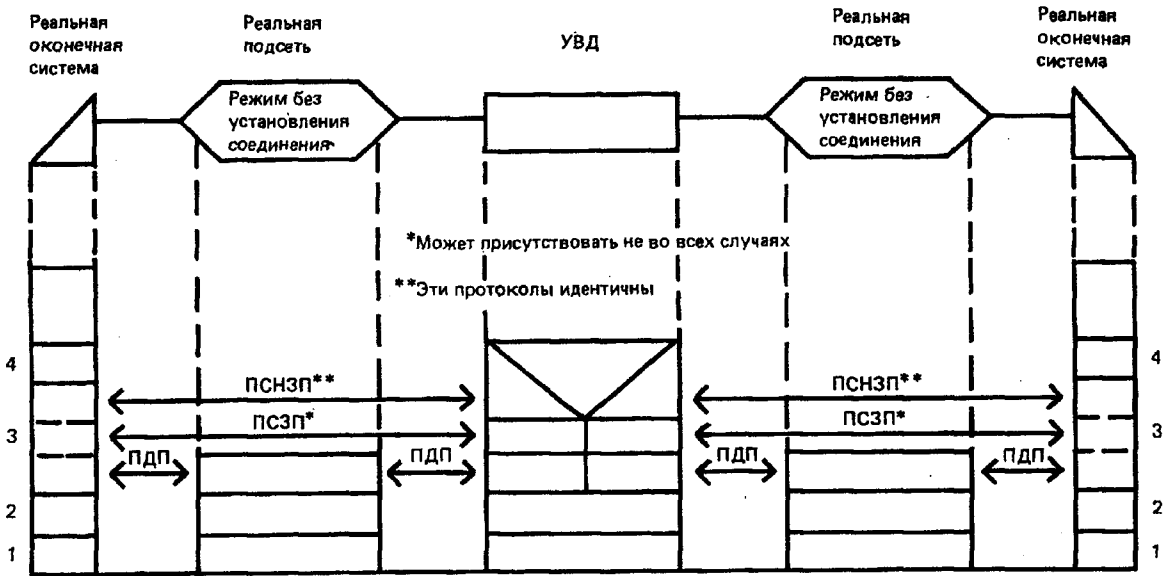 Реальная
оконечная
система
Реальная
подсеть
УВД
Реальная
подсеть
Реальная
оконечная
система
Режим без
установления
соединения
Режим без
установления
соединения
*Может присутствовать не во всех случаях
**Эти протоколы идентичны
4
4
ПСНЗП**
ПСНЗП**
ПСЗП*
ПСЗП*
3
3
ПДП
ПДП
ПДП
ПДП
2
2
1
1